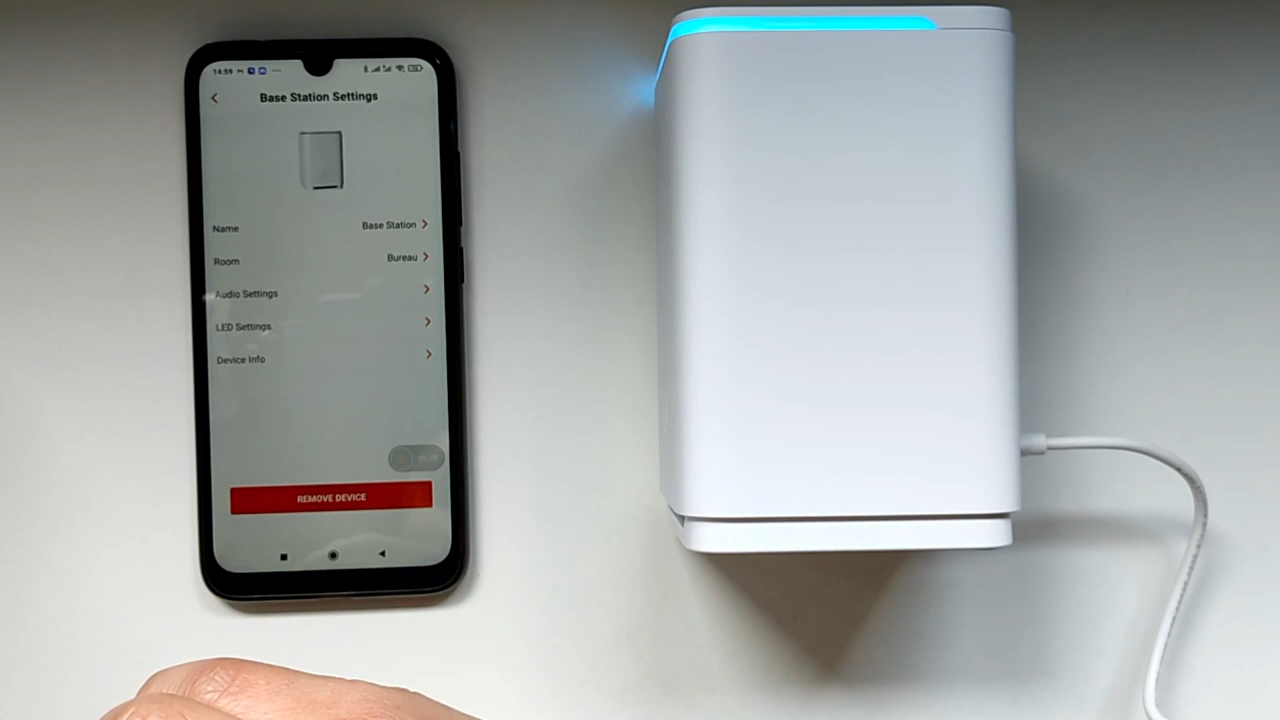 14:59
Base Station Settings
Name Base Station
Room Bureau
Audio Settings
LED Settings
Device Info
REMOVE DEVICE